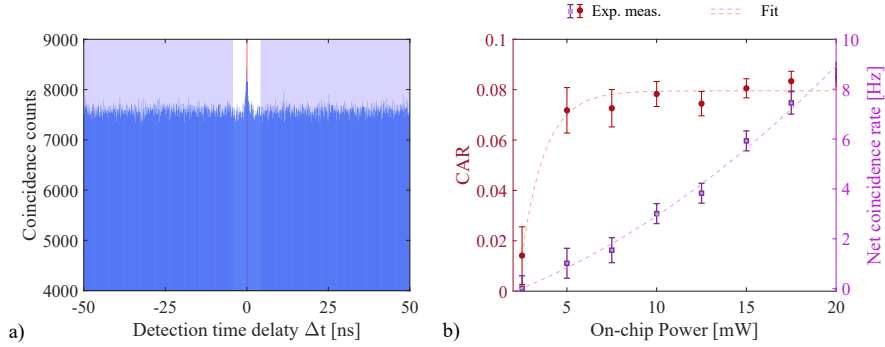 Exp. meas. Fit
9000
8000
7000
6000
5000
4000
Coincidence counts
-50 -25 0 25 50
Detection time delaty Δt [ns]
a)
0.1
0.08
0.06
0.04
0.02
0
CAR
10
8
6
4
2
0
Net coincidence rate [Hz]
5 10 15 20
On-chip Power [mW]
b)